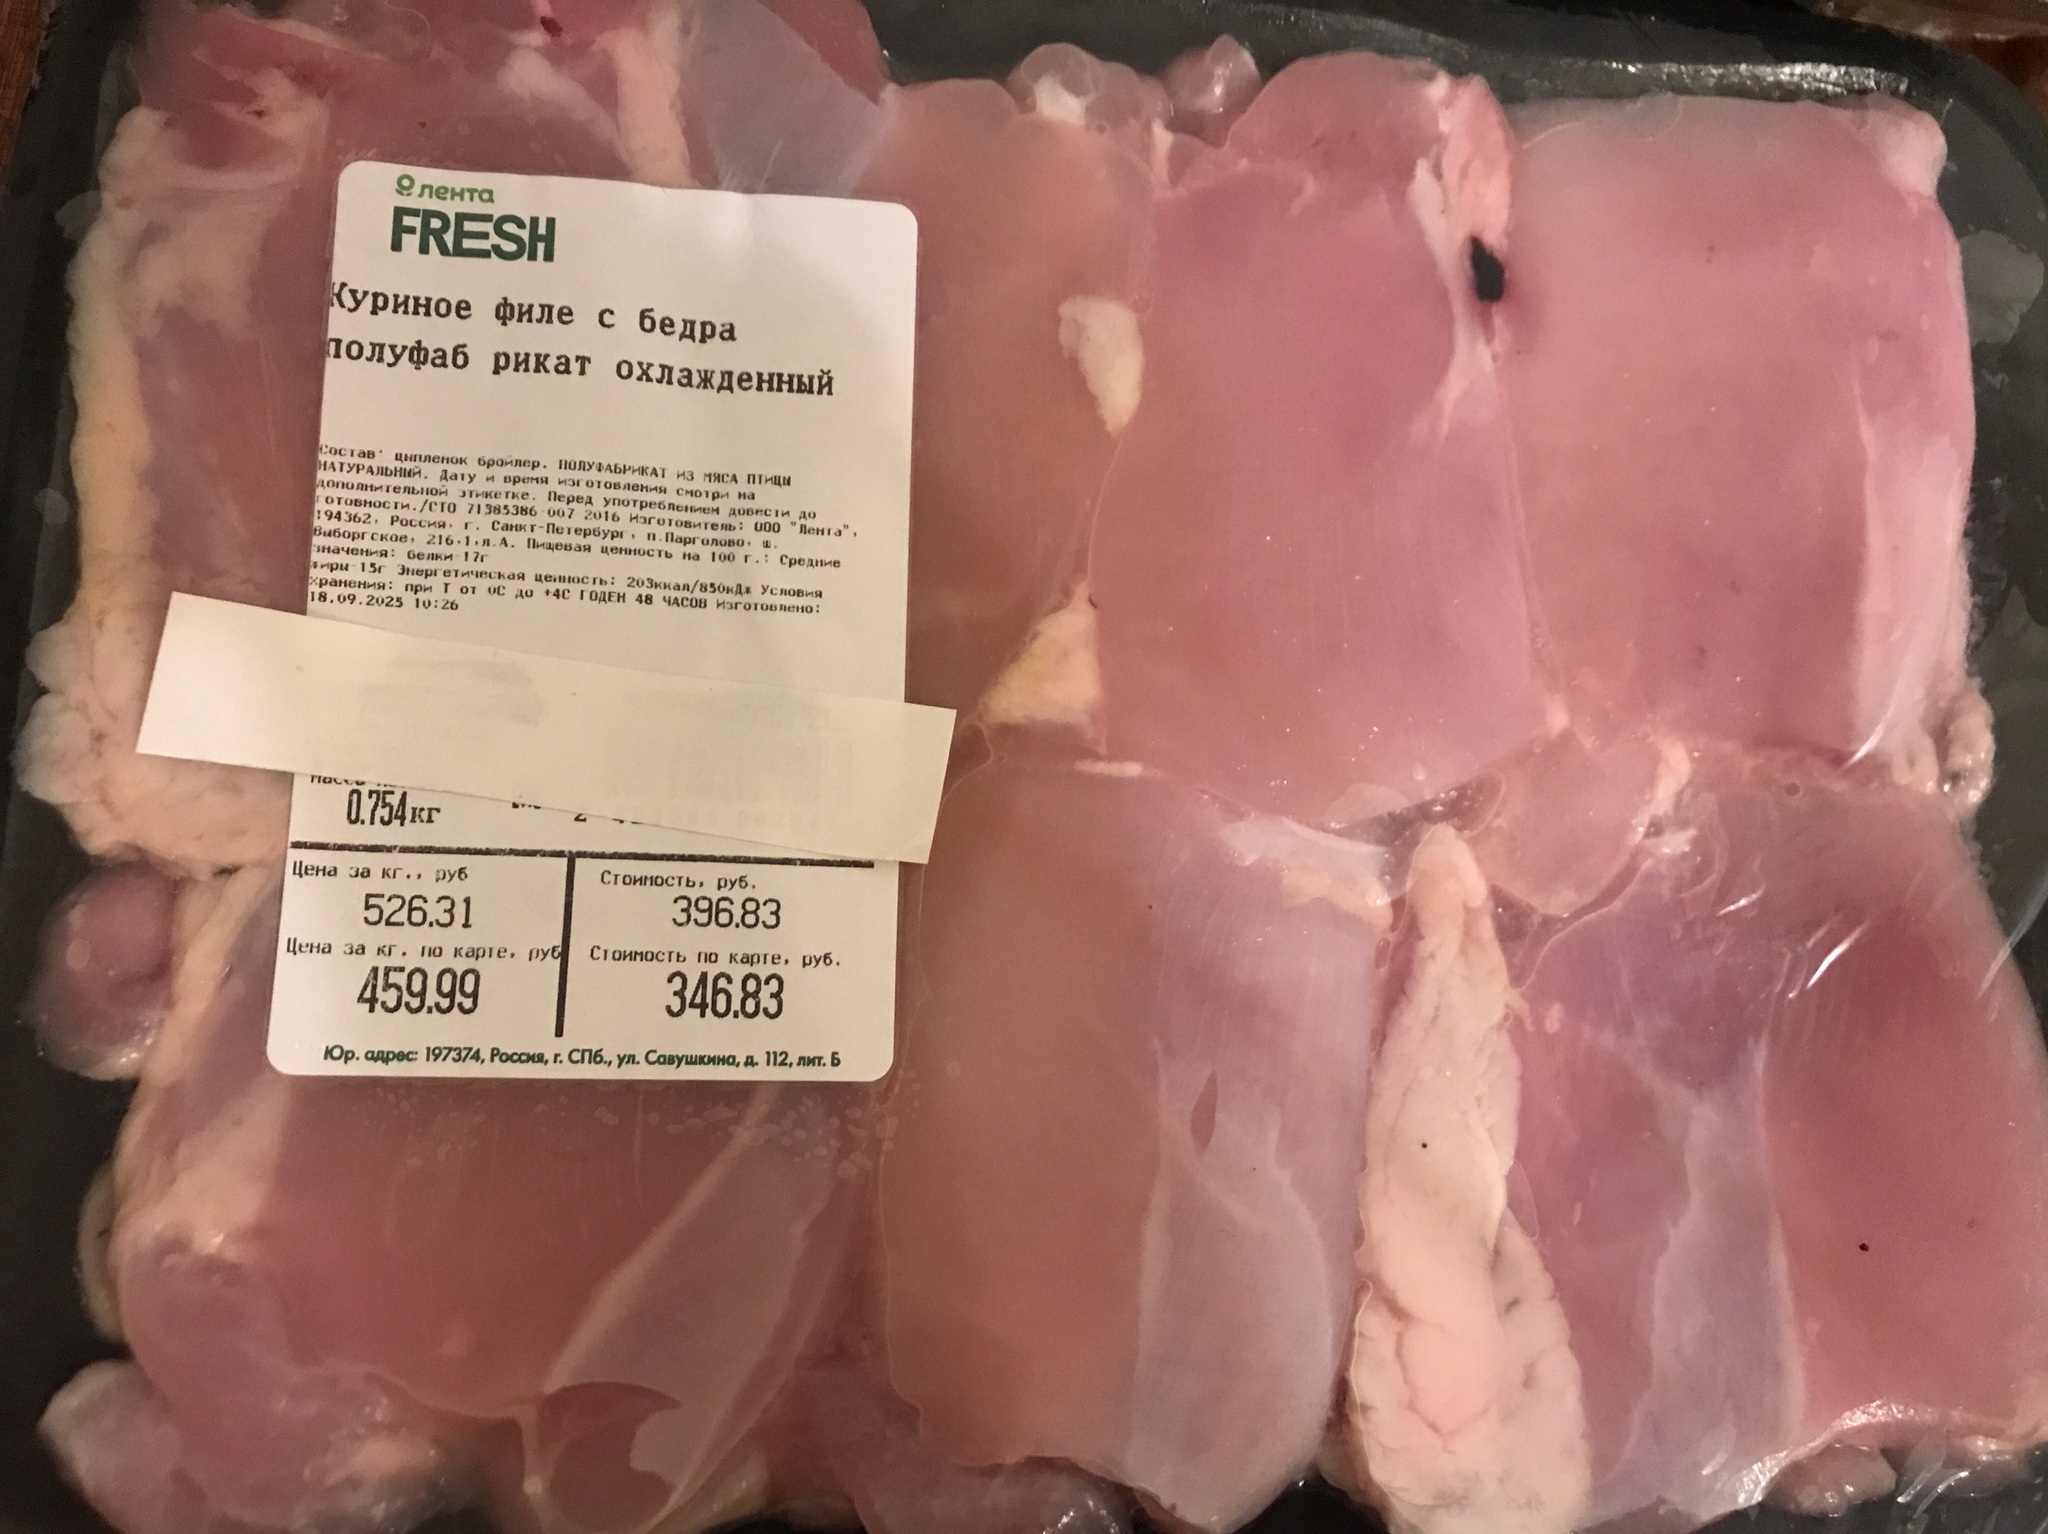 лента
FRESH
Куриное филе с бедра
полуфаб рикат охлажденный
Состав: цыпленок бройлер. ПОЛУФАБРИКАТ ИЗ МЯСА ПТИЦЫ
НАТУРАЛЬНЫЙ. Дату и время изготовления смотри на
дополнительной этикетке. Перед употреблением довести до
готовности./СТО 71385386-007 2016 Изготовитель: ООО "Лента",
194362, Россия, г. Санкт-Петербург, п.Парголово, ш.
Выборгское, 216,1,л.А. Пищевая ценность на 100 г.: Средние
значения: белки-17г
жиры-15г Энергетическая ценность: 203ккал/850кДж Условия
хранения: при Т от 0С до +4С ГОДЕН 48 ЧАСОВ Изготовлено:
18.09.2025 10:26
0.754кг
Цена за кг., руб
Стоимость, руб.
526.31
396.83
Цена за кг. по карте, руб
Стоимость по карте, руб.
459.99
346.83
Юр. адрес: 197374, Россия, г. СПб., ул. Савушкина, д. 112, лит. Б